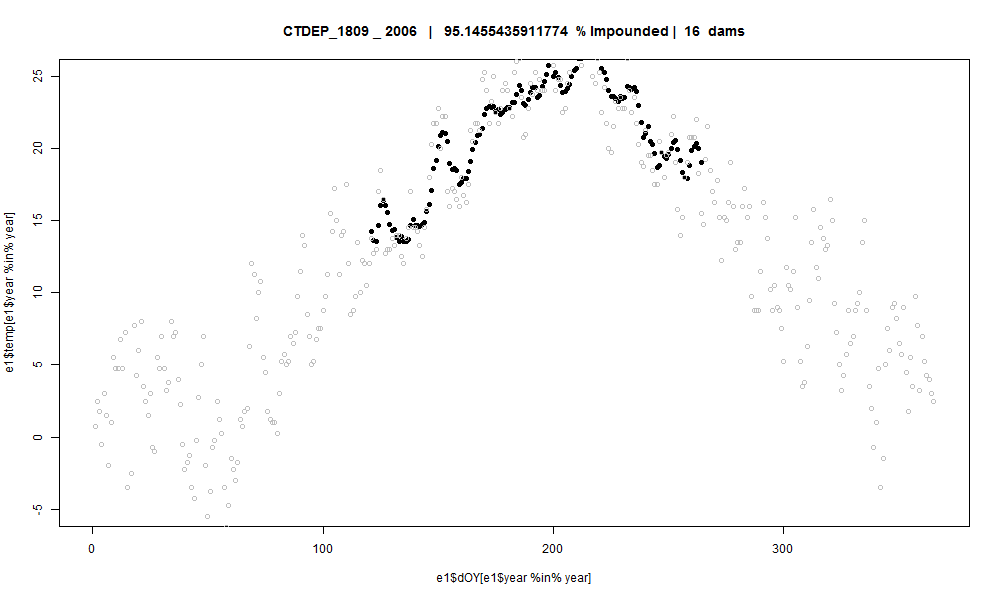 CTDEP_1809 _ 2006 | 95.1455435911774 % Impounded | 16 dams
e1$temp[e1$year %in% year]
25
20
15
10
5
0
-5
0 100 200 300
e1$dOY[e1$year %in% year]